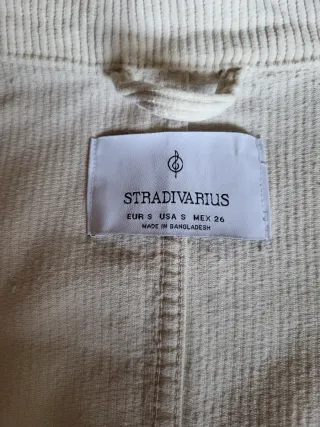 STRADIVARIUS
EUR S USA S MEX 26
MADE IN BANGLADESH